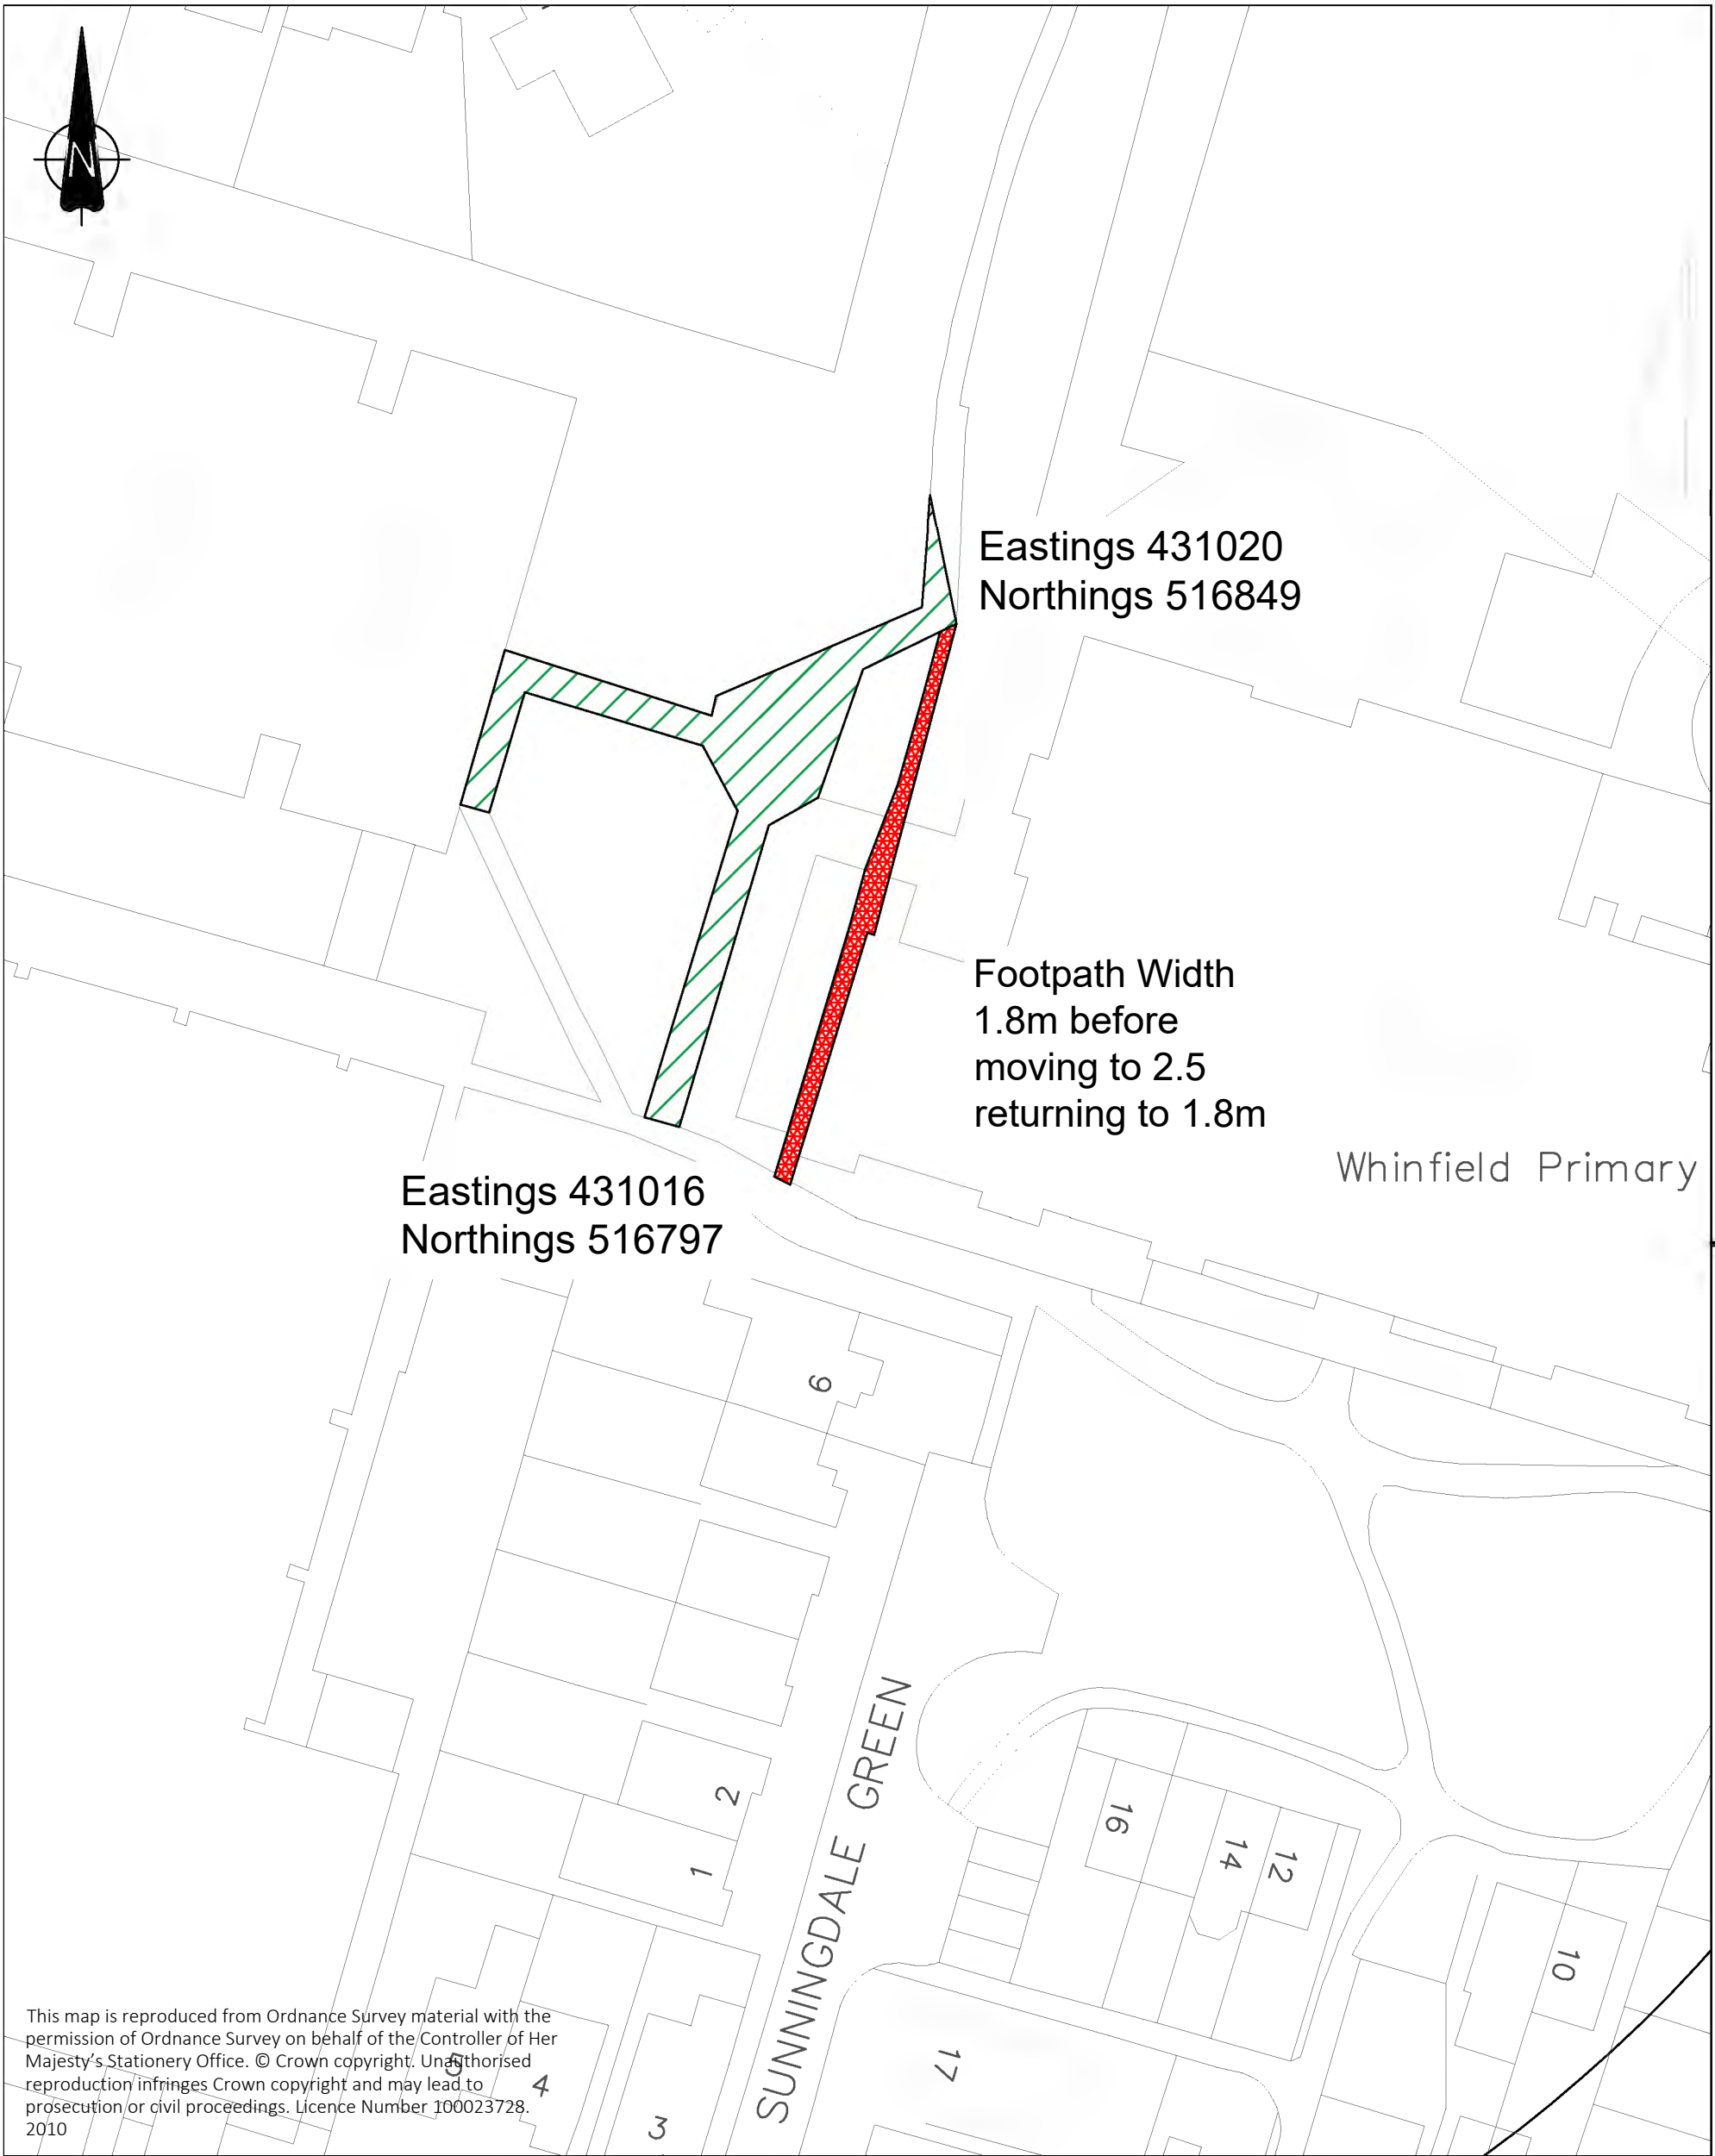 N
Eastings 431020
Northings 516849
Footpath Width
1.8m before
moving to 2.5
returning to 1.8m
Whinfield Primary
Eastings 431016
Northings 516797
9
2
1
SUNNINGDALE GREEN
16
14
12
10
17
5
4
3
This map is reproduced from Ordnance Survey material with the
permission of Ordnance Survey on behalf of the Controller of Her
Majesty's Stationery Office. © Crown copyright. Unauthorised
reproduction infringes Crown copyright and may lead to
prosecution or civil proceedings. Licence Number 100023728.
2010